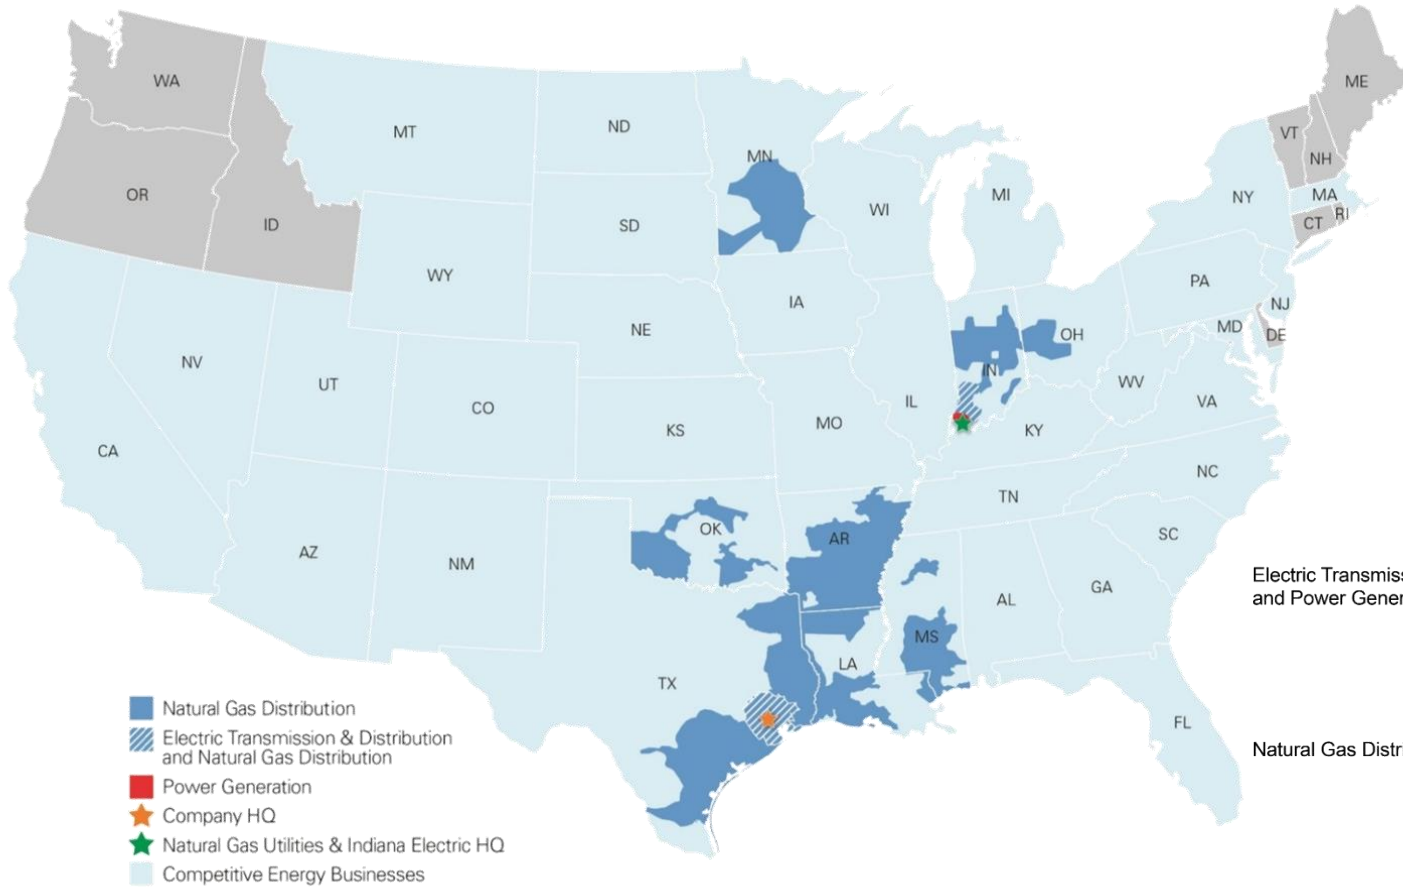 WA
MT
ND
MN
ME
VT
NH
OR
ID
SD
WI
MI
NY
MA
CT
RI
WY
IA
PA
NE
NJ
NV
UT
CO
IL
IN
OH
MD
DE
WV
VA
CA
KS
MO
KY
AZ
NM
OK
AR
TN
NC
SC
MS
AL
GA
TX
LA
FL
Electric
and Power
Natural Gas
Natural Gas Distribution
Electric Transmission & Distribution
and Natural Gas Distribution
Power Generation
Company HQ
Natural Gas Utilities & Indiana Electric HQ
Competitive Energy Businesses